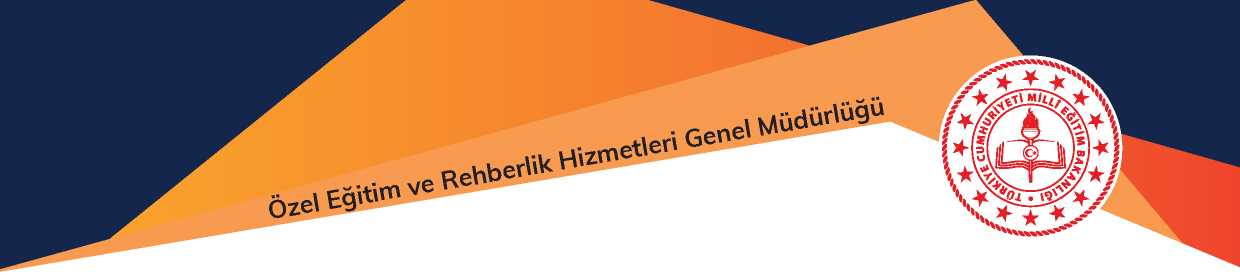 Özel Eğitim ve Rehberlik Hizmetleri Genel Müdürlüğü
TÜRKİYE CUMHURİYETİ MİLLÎ EĞİTİM BAKANLIĞI